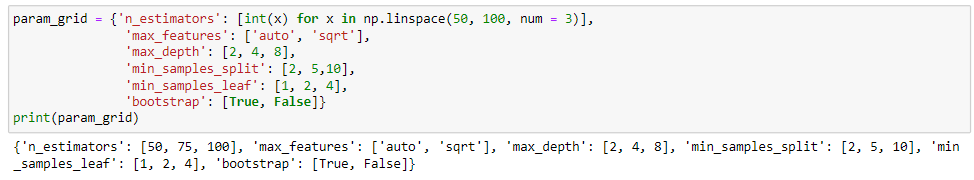 param_grid = {'n_estimators': [int(x) for x in np.linspace(50, 100, num = 3)],
'max_features': ['auto', 'sqrt'],
'max_depth': [2, 4, 8],
'min_samples_split': [2, 5,10],
'min_samples_leaf': [1, 2, 4],
'bootstrap': [True, False]}
print(param_grid)
{'n_estimators': [50, 75, 100], 'max_features': ['auto', 'sqrt'], 'max_depth': [2, 4, 8], 'min_samples_split': [2, 5, 10], 'min
_samples_leaf': [1, 2, 4], 'bootstrap': [True, False]}